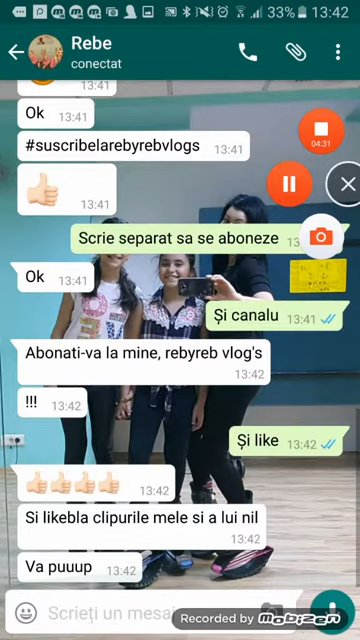 33% 13:42
Rebe
conectat
13:41
Ok 13:41
04:31
#suscribelarebyrebvlogs 13:41
13:41
Scrie separat sa se aboneze
Ok 13:41
Și canalu 13:41
Abonati-va la mine, rebyreb vlog's
13:42
!!! 13:42
Și like 13:42
13:42
Si likebla clipurile mele si a lui nil
13:42
Va puuup 13:42
Scrieți un mesaj
Recorded by mobizen